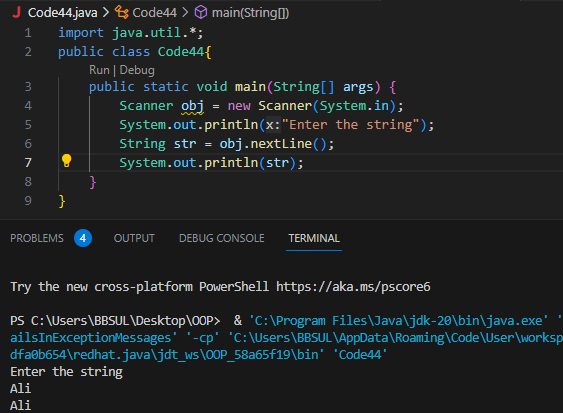 J Code44.java > Code44 > main(String[])
1 import java.util.*;
2 public class Code44{
Run | Debug
3 public static void main(String[] args) {
4 Scanner obj = new Scanner(System.in);
5 System.out.println(x:"Enter the string");
6 String str = obj.nextLine();
7 System.out.println(str);
8 }
9 }
PROBLEMS 4 OUTPUT DEBUG CONSOLE TERMINAL
Try the new cross-platform PowerShell https://aka.ms/pscore6
PS C:\Users\BBSUL\Desktop\OOP> & 'C:\Program Files\Java\jdk-20\bin\java.exe' '
ailsInExceptionMessages' '-cp' 'C:\Users\BBSUL\AppData\Roaming\Code\User\worksp
dfa0b654\redhat.java\jdt_ws\OOP_58a65f19\bin' 'Code44'
Enter the string
Ali
Ali